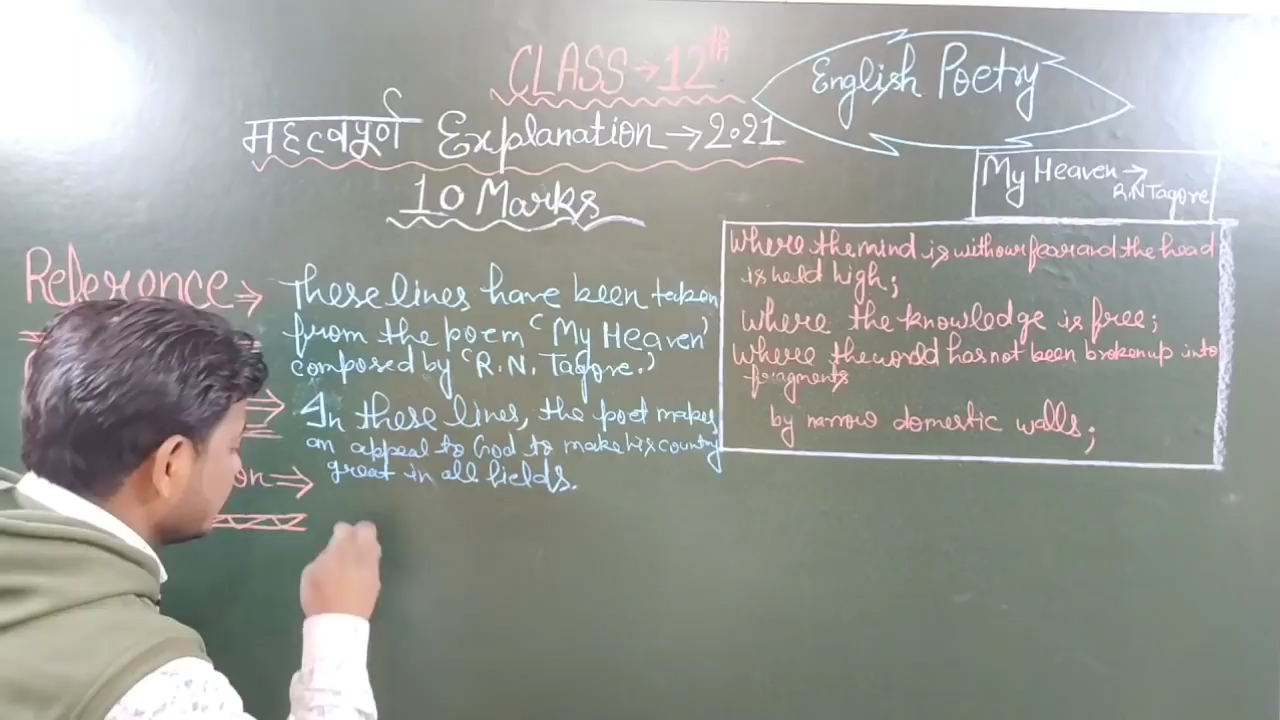 CLASS → 12th
English Poetry
महत्वपूर्ण Explanation → 2021
10 Marks
My Heaven →
R.N Tagore
Where the mind is without fear and the head
is held high;
Where the knowledge is free;
Where the world has not been broken up into
fragments
by narrow domestic walls;
Reference →
These lines have been taken
from the poem 'My Heaven'
composed by 'R.N. Tagore.'
In these lines, the poet makes
an appeal to God to make his country
great in all fields.
on →